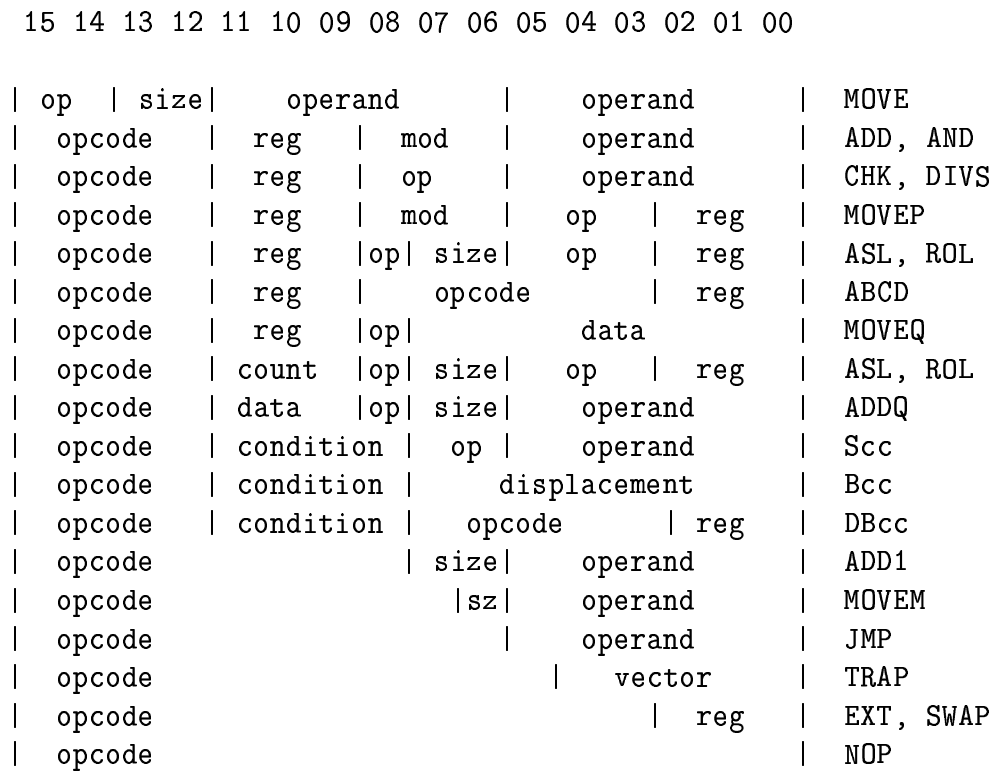 15 14 13 12 11 10 09 08 07 06 05 04 03 02 01 00
| op | size| operand | operand | MOVE
| opcode | reg | mod | operand | ADD, AND
| opcode | reg | op | operand | CHK, DIVS
| opcode | reg | mod | op | reg | MOVEP
| opcode | reg |op| size| op | reg | ASL, ROL
| opcode | reg | opcode | reg | ABCD
| opcode | reg |op| data | MOVEQ
| opcode | count |op| size| op | reg | ASL, ROL
| opcode | data |op| size| operand | ADDQ
| opcode | condition | op | operand | Scc
| opcode | condition | displacement | Bcc
| opcode | condition | opcode | reg | DBcc
| opcode | size| operand | ADD1
| opcode |sz| operand | MOVEM
| opcode | operand | JMP
| opcode | vector | TRAP
| opcode | reg | EXT, SWAP
| opcode | NOP